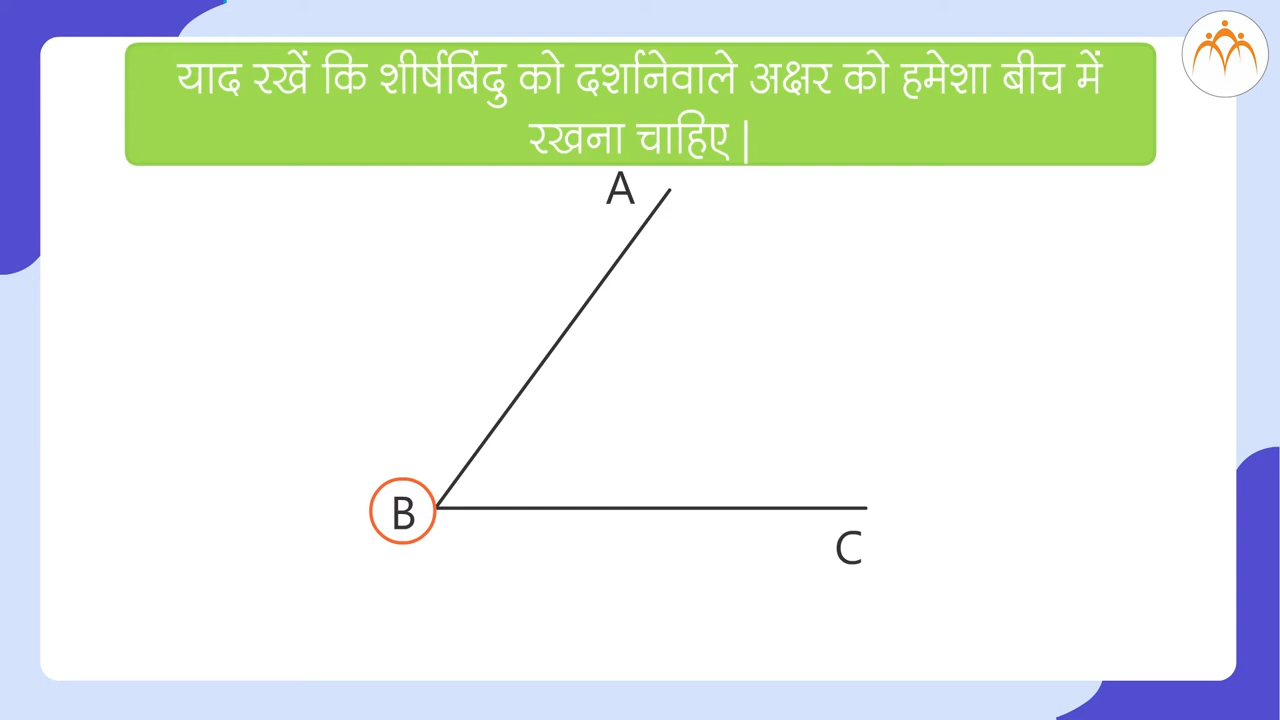 याद रखें कि शीर्षबिंदु को दर्शानेवाले अक्षर को हमेशा बीच में
रखना चाहिए |
A
B
C